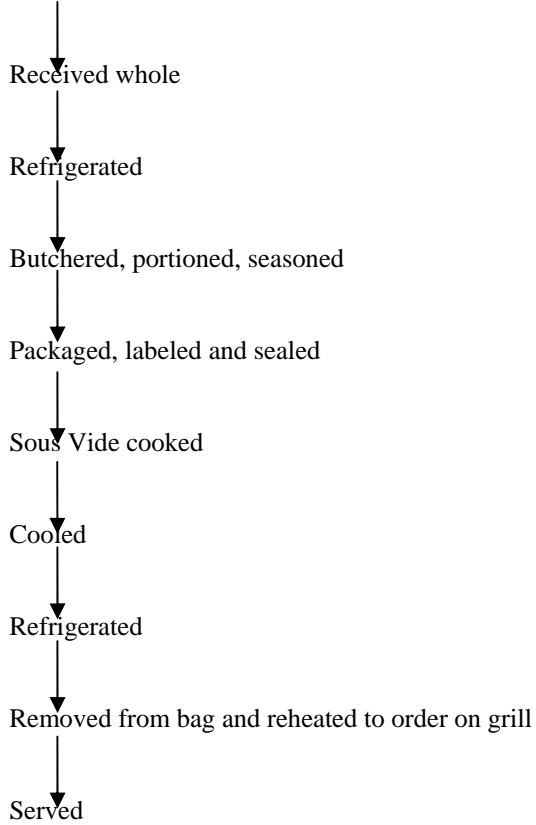 Received whole
Refrigerated
Butchered, portioned, seasoned
Packaged, labeled and sealed
Sous Vide cooked
Cooled
Refrigerated
Removed from bag and reheated to order on grill
Served